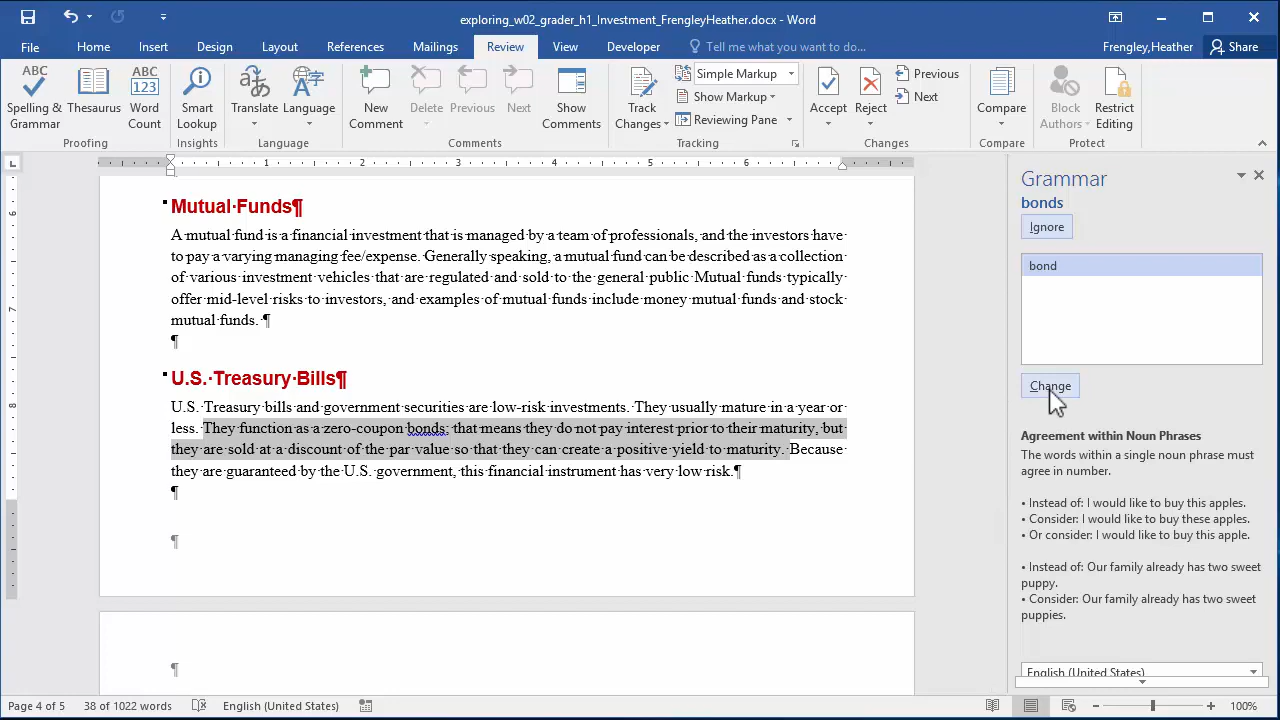 exploring_w02_grader_h1_Investment_FrengleyHeather.docx - Word
File Home Insert Design Layout References Mailings Review View Developer Tell me what you want to do... Frengley,Heather Share
Spelling & Grammar
Thesaurus
Word Count
Proofing
Smart Lookup
Insights
Translate
Language
Language
New Comment
Delete
Previous
Next
Show Comments
Comments
Track Changes
Simple Markup
Show Markup
Reviewing Pane
Tracking
Accept
Reject
Previous
Next
Changes
Compare
Compare
Block Authors
Restrict Editing
Protect
1 2 3 4 5 6
6
7
8
Mutual·Funds¶
A·mutual·fund·is·a·financial·investment·that·is·managed·by·a·team·of·professionals,·and·the·investors·have·
to·pay·a·varying·managing·fee/expense.·Generally·speaking,·a·mutual·fund·can·be·described·as·a·collection·
of·various·investment·vehicles·that·are·regulated·and·sold·to·the·general·public·Mutual·funds·typically·
offer·mid-level·risks·to·investors,·and·examples·of·mutual·funds·include·money·mutual·funds·and·stock·
mutual·funds.··¶
¶
U.S.·Treasury·Bills¶
U.S.·Treasury·bills·and·government·securities·are·low-risk·investments.·They·usually·mature·in·a·year·or·
less.·They·function·as·a·zero-coupon·bonds;·that·means·they·do·not·pay·interest·prior·to·their·maturity,·but·
they·are·sold·at·a·discount·of·the·par·value·so·that·they·can·create·a·positive·yield·to·maturity.··Because·
they·are·guaranteed·by·the·U.S.·government,·this·financial·instrument·has·very·low·risk.¶
¶
¶
¶
Grammar
bonds
Ignore
bond
Change
Agreement within Noun Phrases
The words within a single noun phrase must
agree in number.
• Instead of: I would like to buy this apples.
• Consider: I would like to buy these apples.
• Or consider: I would like to buy this apple.
• Instead of: Our family already has two sweet
puppy.
• Consider: Our family already has two sweet
puppies.
English (United States)
Page 4 of 5 38 of 1022 words English (United States) 100%